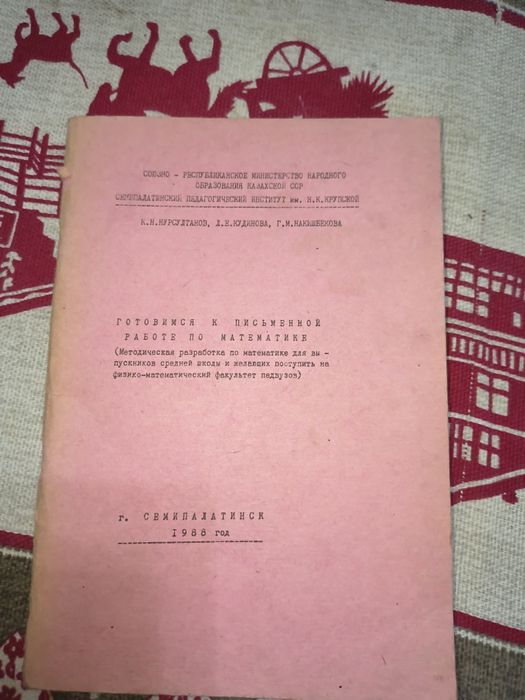 СОЮЗНО - РЕСПУБЛИКАНСКОЕ МИНИСТЕРСТВО НАРОДНОГО
ОБРАЗОВАНИЯ КАЗАХСКОЙ ССР
СЕМИПАЛАТИНСКИЙ ПЕДАГОГИЧЕСКИЙ ИНСТИТУТ им. Н.К.КРУПСКОЙ
К.Н.НУРСУЛТАНОВ, Л.Е.КУДИНОВА, Г.М.НАКЫШБЕКОВА
ГОТОВИМСЯ К ПИСЬМЕННОЙ
РАБОТЕ ПО МАТЕМАТИКЕ
(Методическая разработка по математике для вы -
пускников средней школы и желающих поступить на
физико-математический факультет педвузов)
г. СЕМИПАЛАТИНСК
1988 год